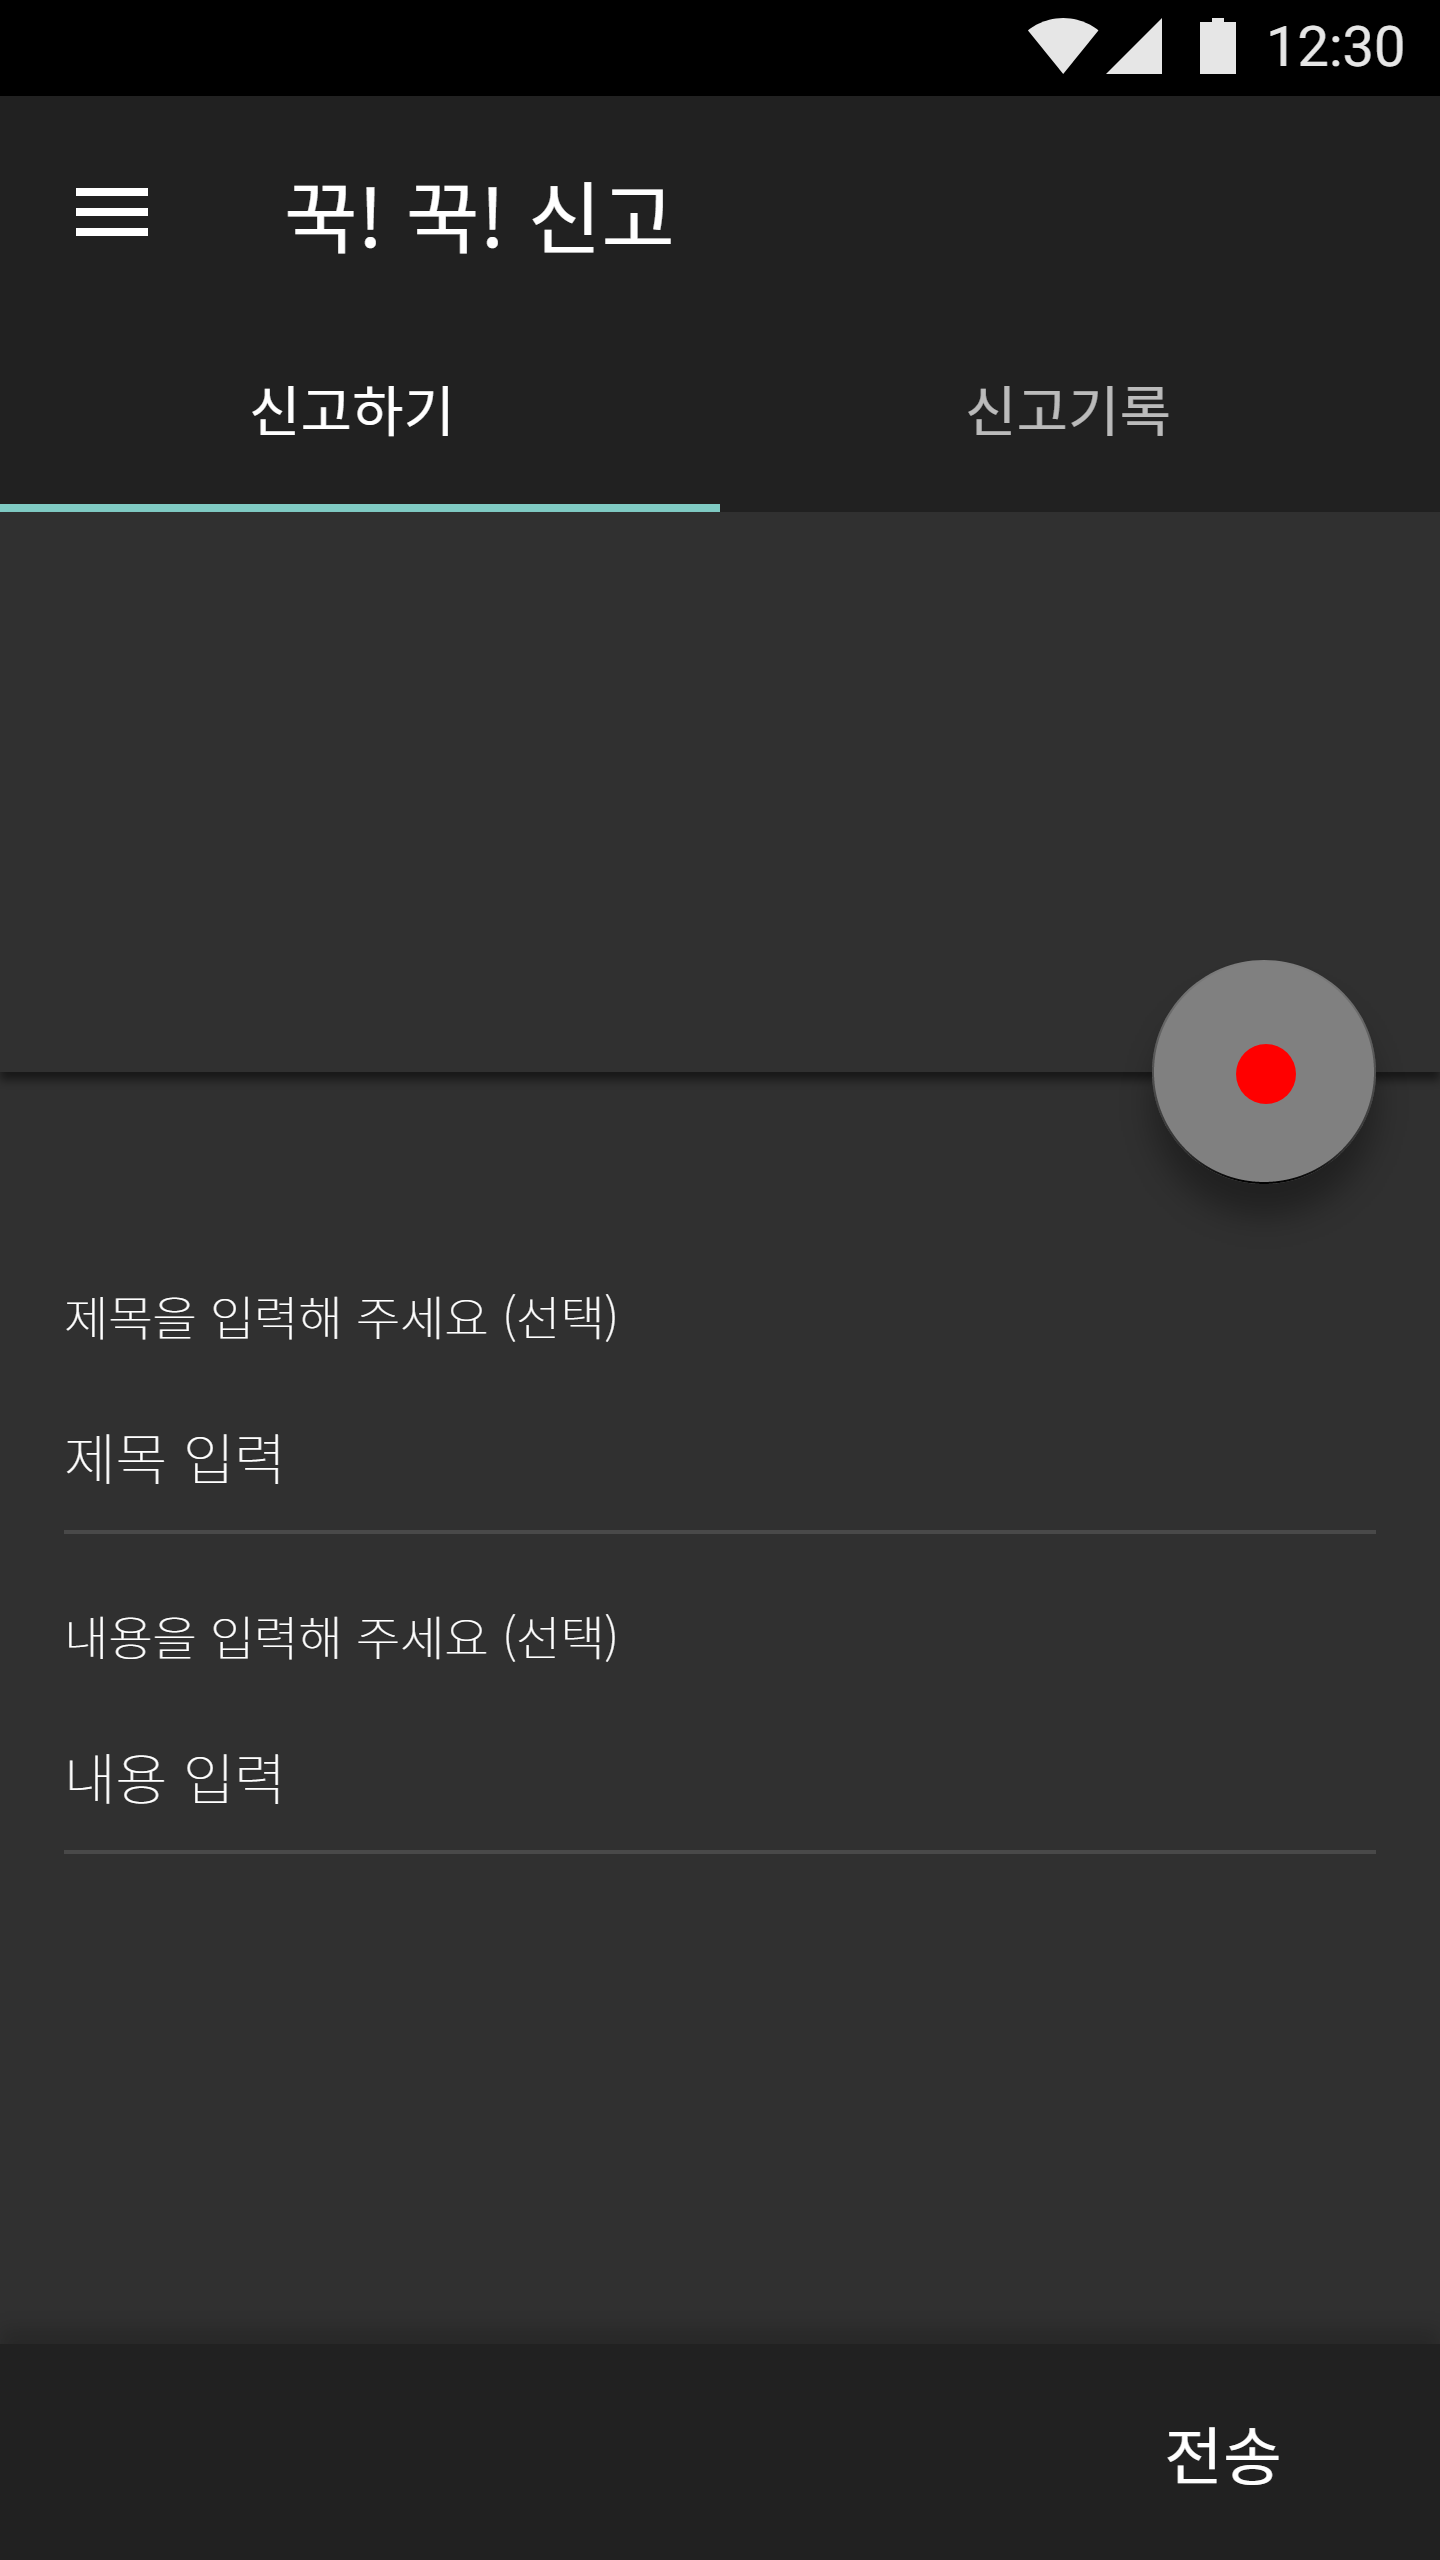 12:30
꾹! 꾹! 신고
신고하기 신고기록
제목을 입력해 주세요 (선택)
제목 입력
내용을 입력해 주세요 (선택)
내용 입력
전송